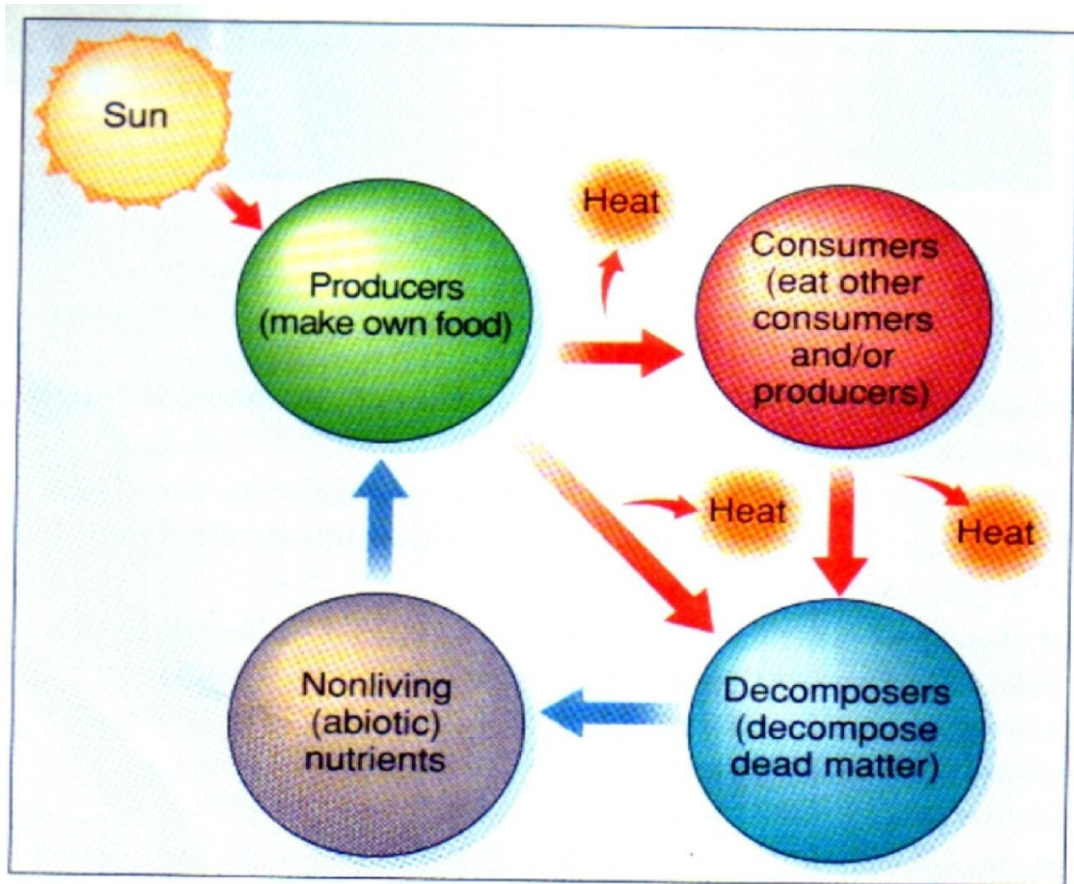 Sun
Heat
Producers
(make own food)
Consumers
(eat other
consumers
and/or
producers)
Heat
Heat
Nonliving
(abiotic)
nutrients
Decomposers
(decompose
dead matter)